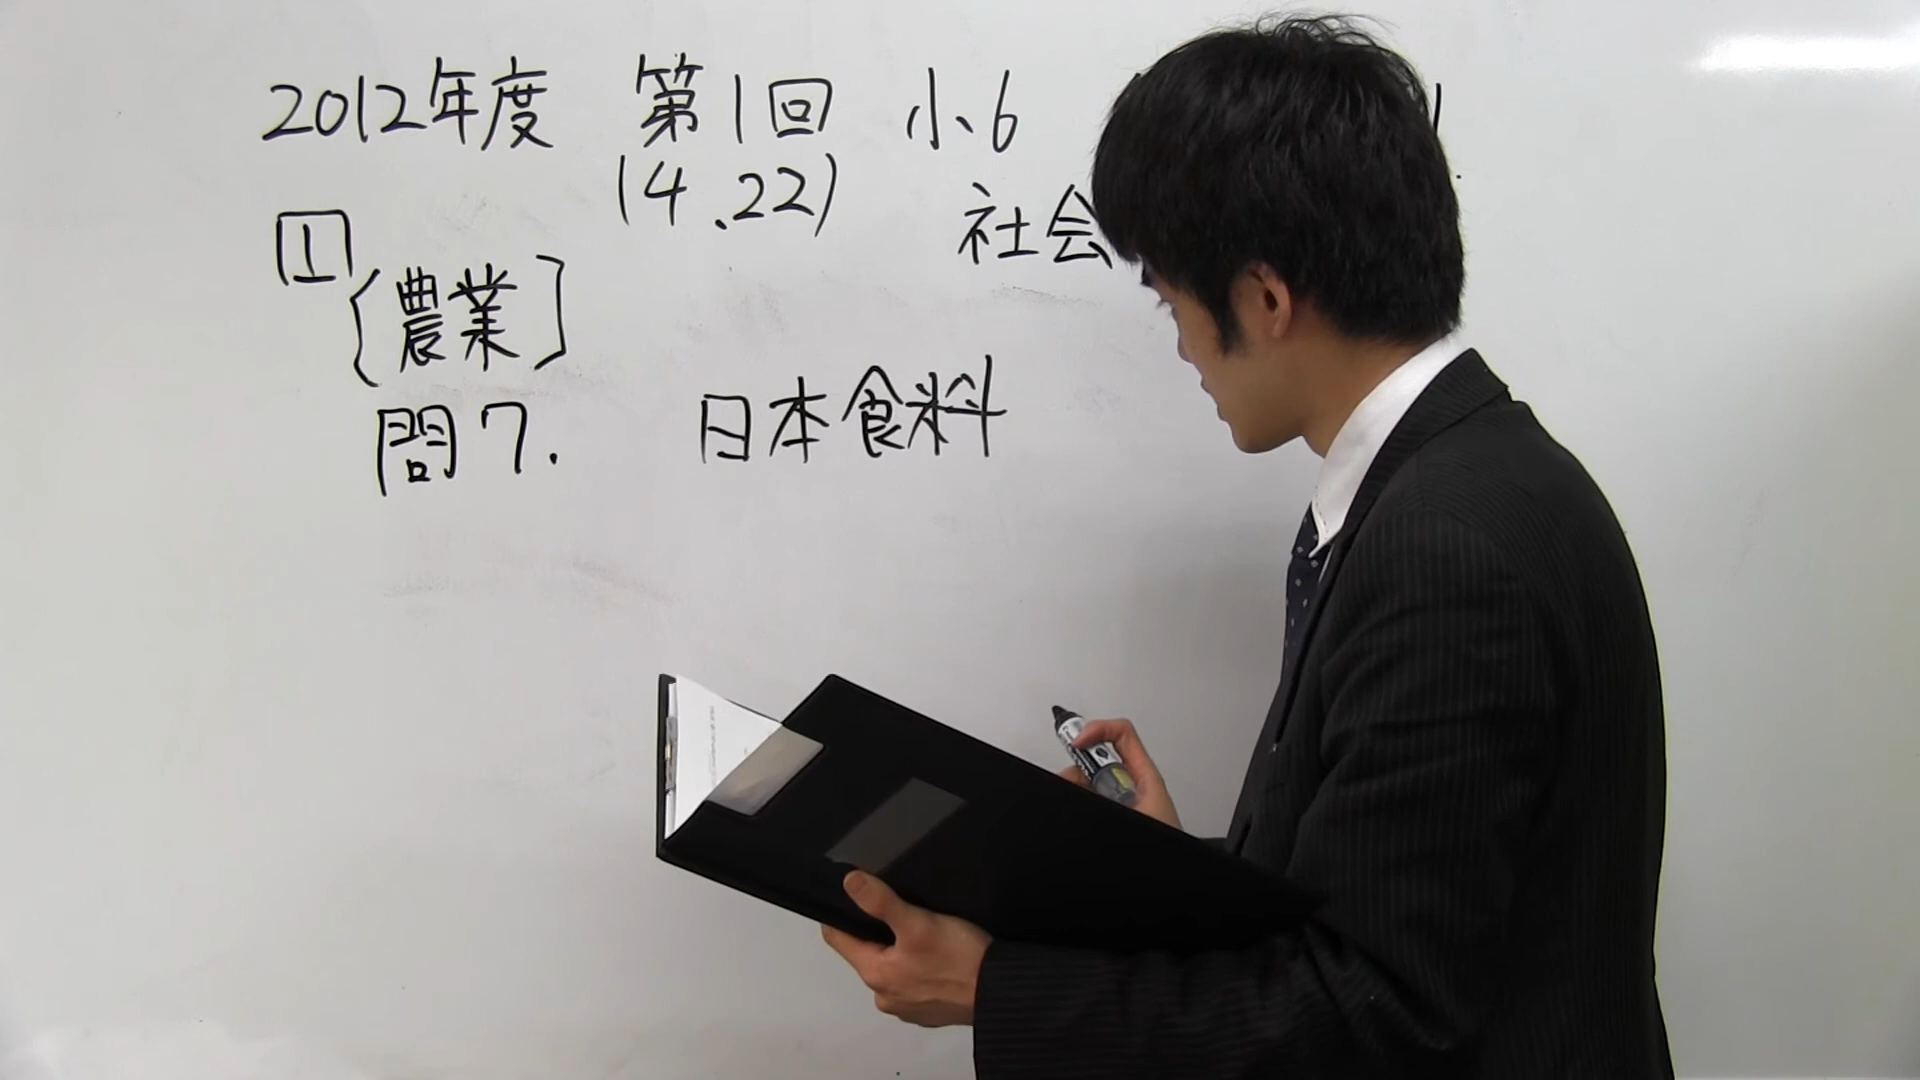 2012年度 第1回 小6
(4.22) 社会
1
〔農業〕
問7. 日本食料